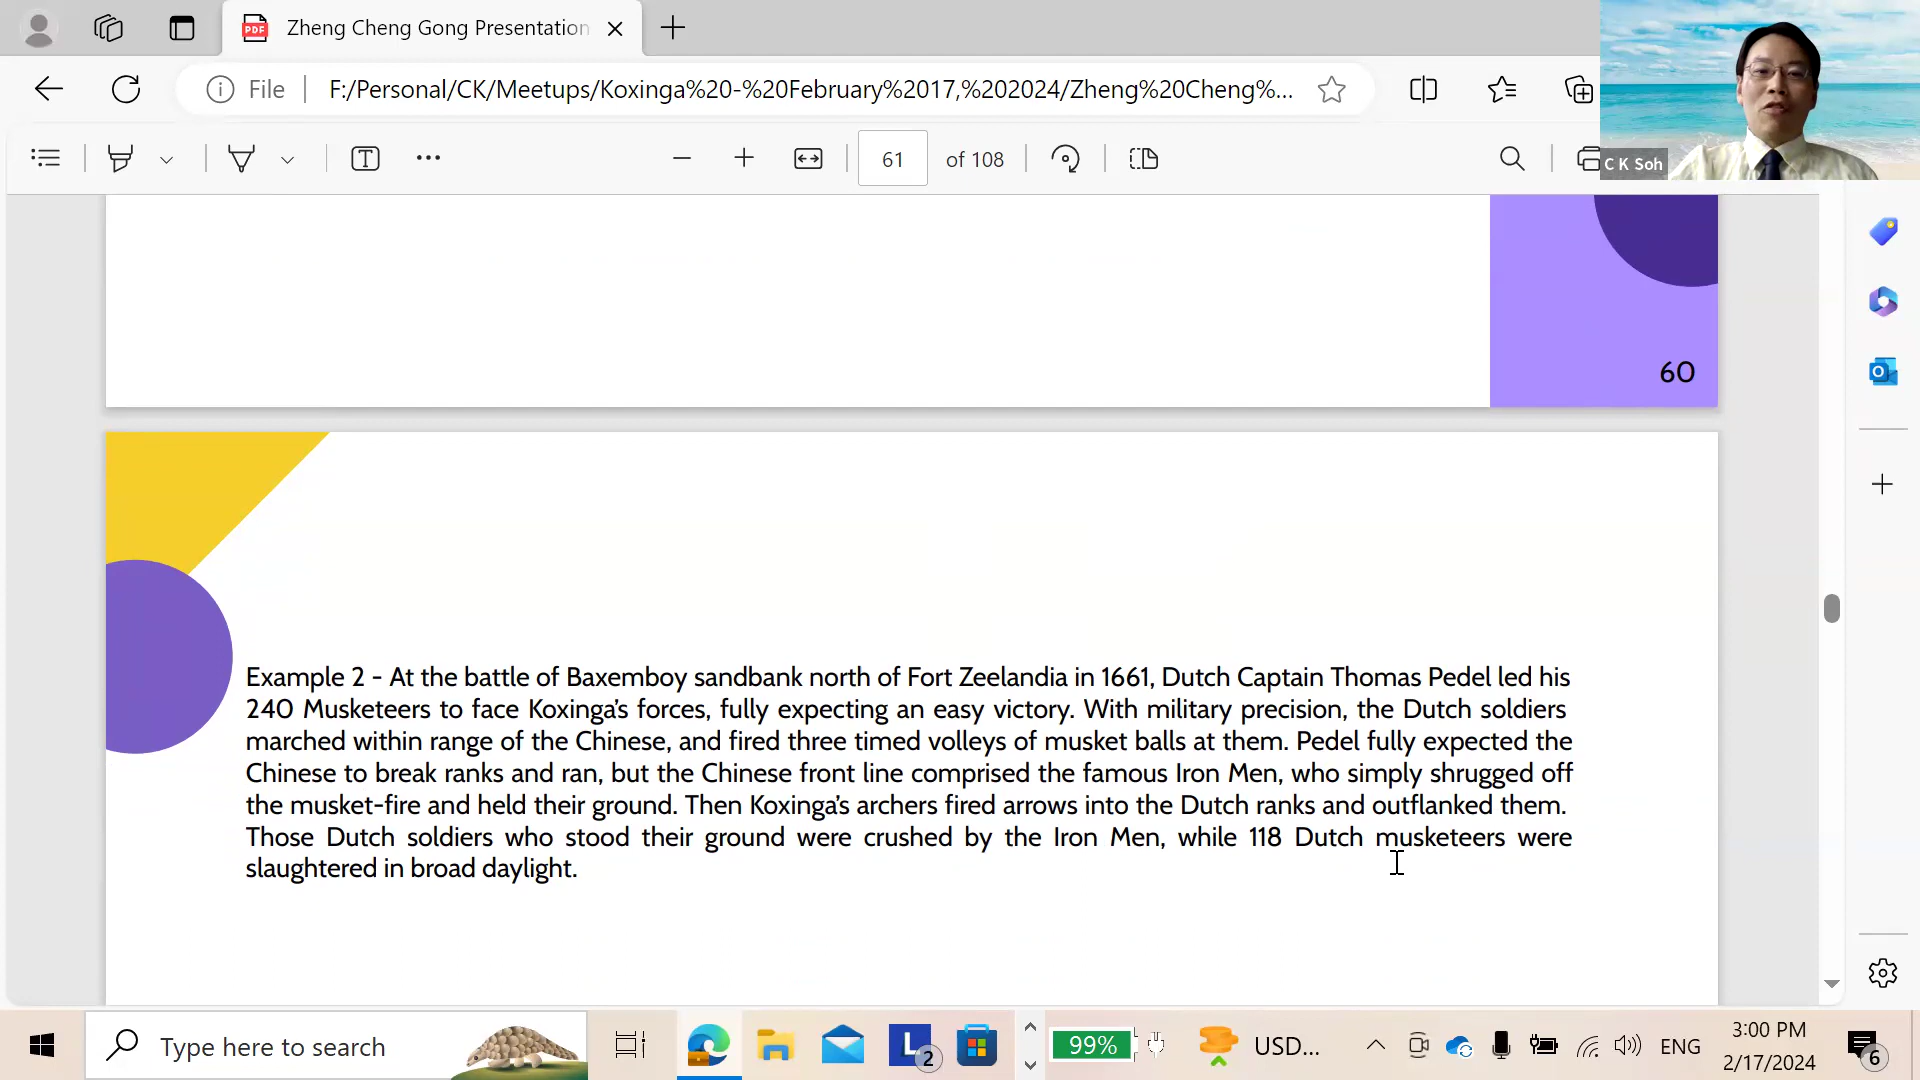 Zheng Cheng Gong Presentation
File
F:/Personal/CK/Meetups/Koxinga%20-%20February%2017,%202024/Zheng%20Cheng%...
61 of 108
C K Soh
60
Example 2 - At the battle of Baxemboy sandbank north of Fort Zeelandia in 1661, Dutch Captain Thomas Pedel led his
240 Musketeers to face Koxinga's forces, fully expecting an easy victory. With military precision, the Dutch soldiers
marched within range of the Chinese, and fired three timed volleys of musket balls at them. Pedel fully expected the
Chinese to break ranks and ran, but the Chinese front line comprised the famous Iron Men, who simply shrugged off
the musket-fire and held their ground. Then Koxinga's archers fired arrows into the Dutch ranks and outflanked them.
Those Dutch soldiers who stood their ground were crushed by the Iron Men, while 118 Dutch musketeers were
slaughtered in broad daylight.
Type here to search
L 2
99%
USD...
ENG
3:00 PM
2/17/2024
6